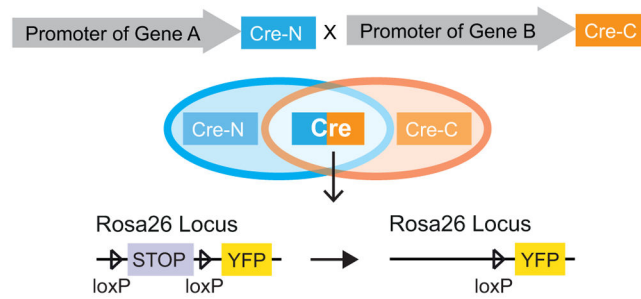 Promoter of Gene A Cre-N X Promoter of Gene B Cre-C
Cre-N Cre Cre-C
Rosa26 Locus Rosa26 Locus
STOP YFP YFP
loxP loxP loxP